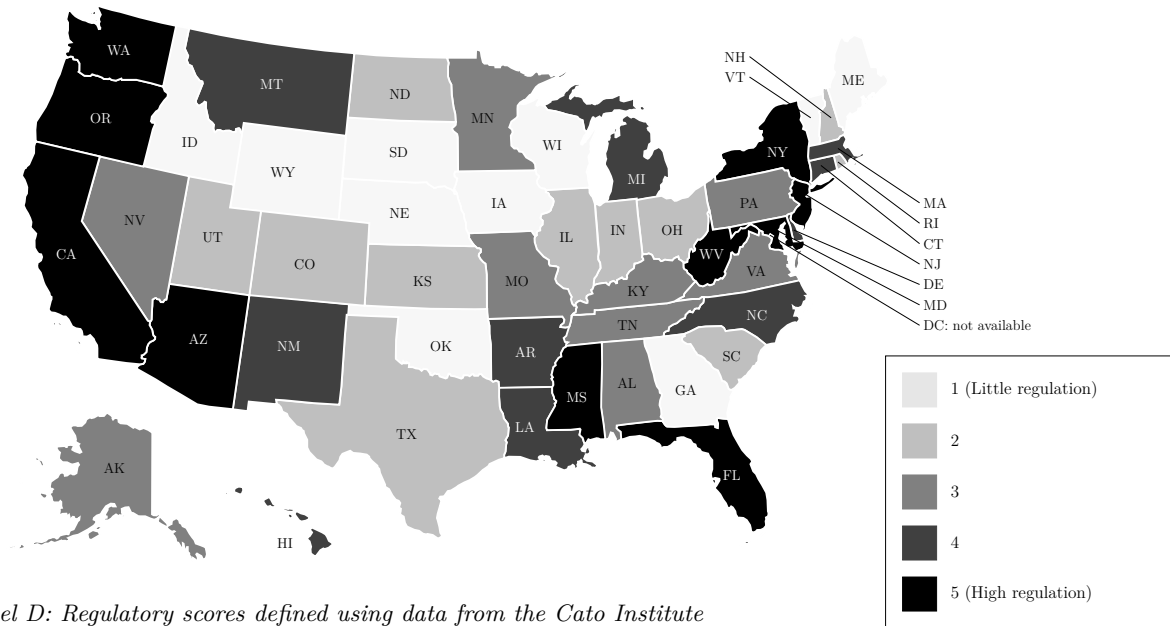 WA
MT
ND
MN
OR
ID
SD
WI
WY
MI
NH
VT
ME
NY
NE
IA
PA
NV
UT
CO
KS
MO
IL
IN
OH
WV
VA
KY
CA
AZ
NM
OK
AR
TN
NC
SC
MS
AL
GA
TX
LA
FL
AK
HI
MA
RI
CT
NJ
DE
MD
DC: not available
1 (Little regulation)
2
3
4
5 (High regulation)
el D: Regulatory scores defined using data from the Cato Institute